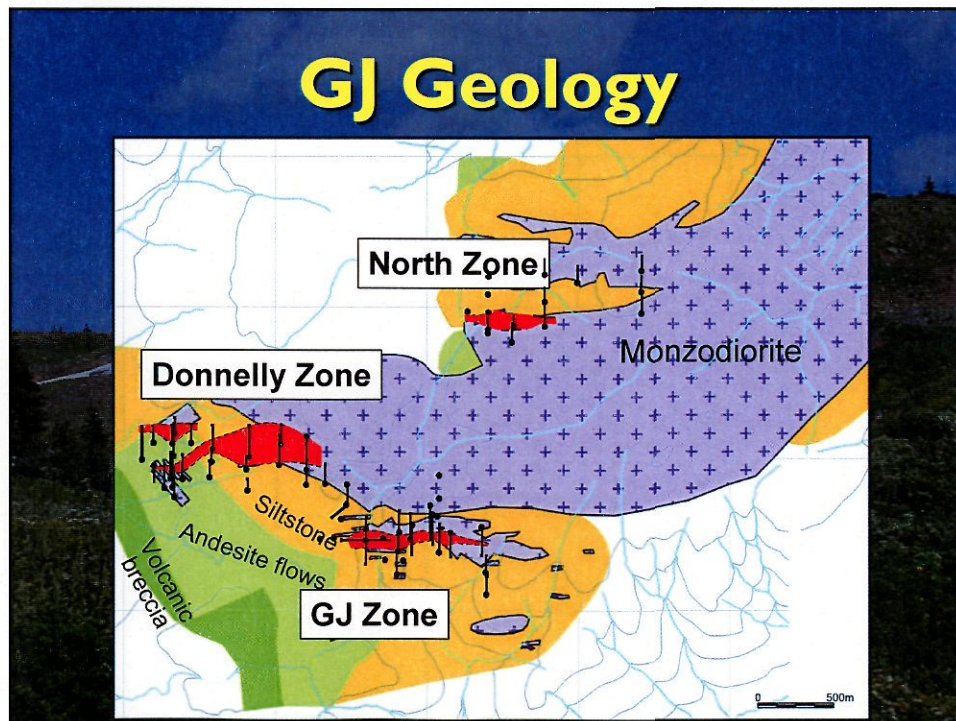 GJ Geology
North Zone
Monzodiorite
Donnelly Zone
Siltstone
Andesite flows
Volcanic
breccia
GJ Zone
0 500m